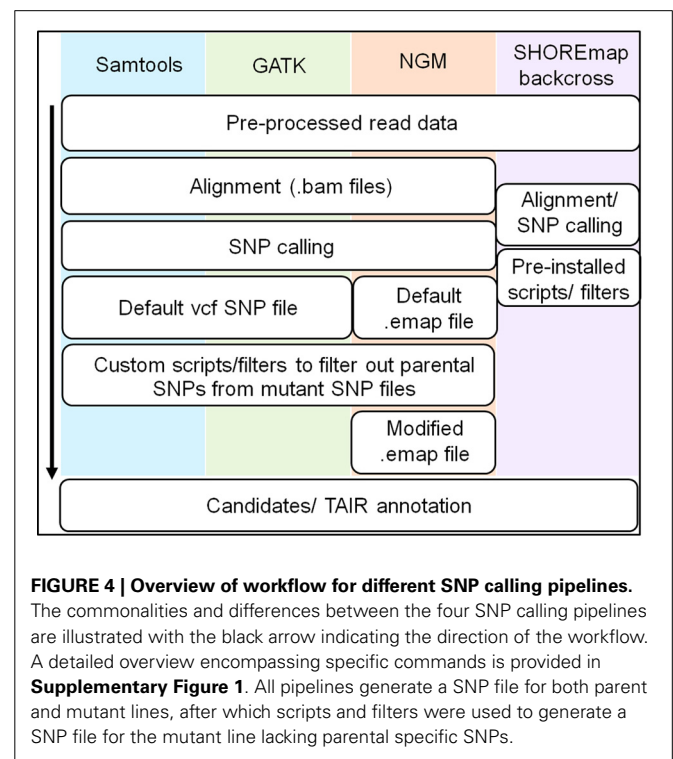 Samtools
GATK
NGM
SHOREmap
backcross
Pre-processed read data
Alignment (.bam files)
Alignment/
SNP calling
SNP calling
Pre-installed
scripts/ filters
Default vcf SNP file
Default
.emap file
Custom scripts/filters to filter out parental
SNPs from mutant SNP files
Modified
.emap file
Candidates/ TAIR annotation
FIGURE 4 | Overview of workflow for different SNP calling pipelines.
The commonalities and differences between the four SNP calling pipelines
are illustrated with the black arrow indicating the direction of the workflow.
A detailed overview encompassing specific commands is provided in
Supplementary Figure 1. All pipelines generate a SNP file for both parent
and mutant lines, after which scripts and filters were used to generate a
SNP file for the mutant line lacking parental specific SNPs.